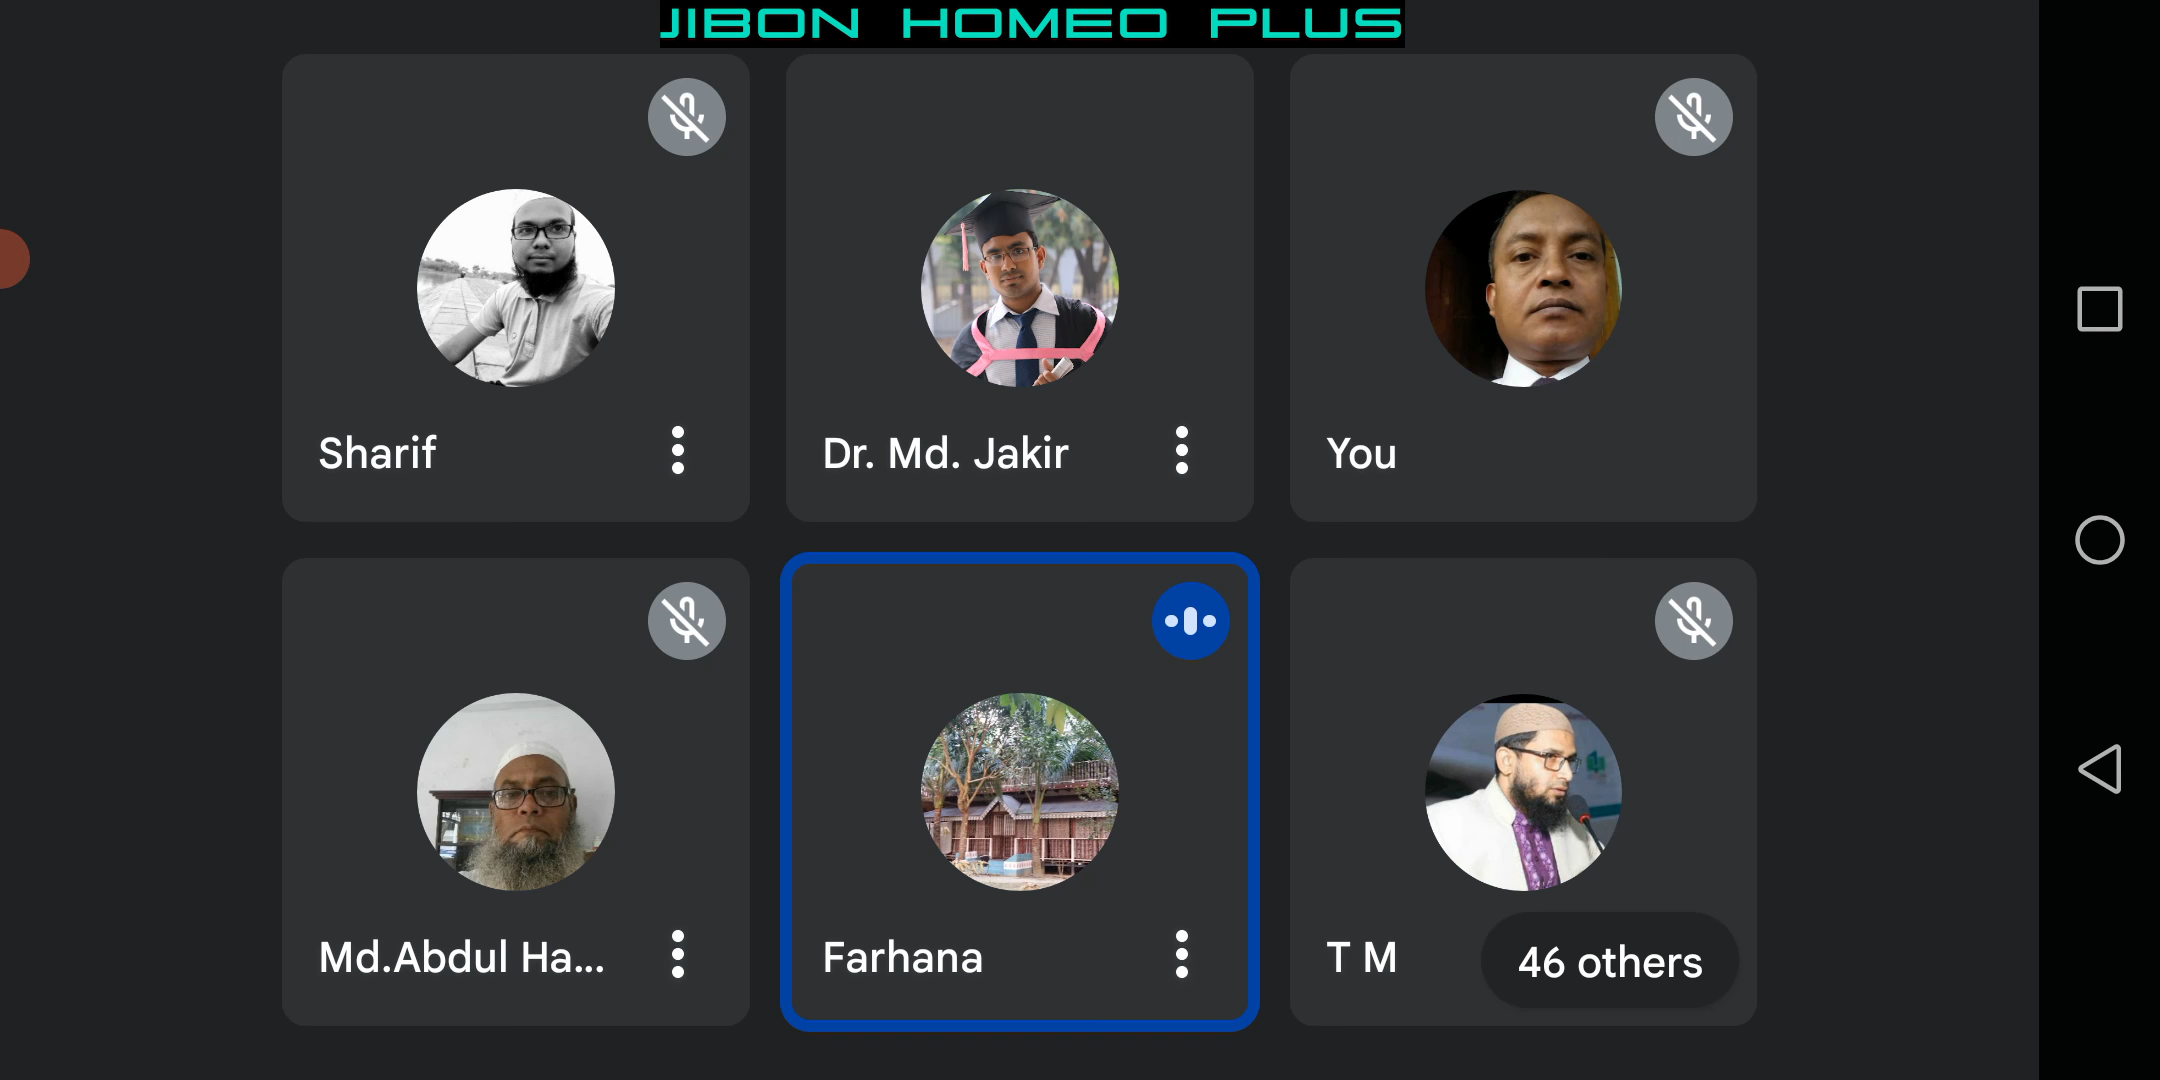 JIBON HOMEO PLUS
Sharif
Dr. Md. Jakir
You
Md.Abdul Ha...
Farhana
T M
46 others